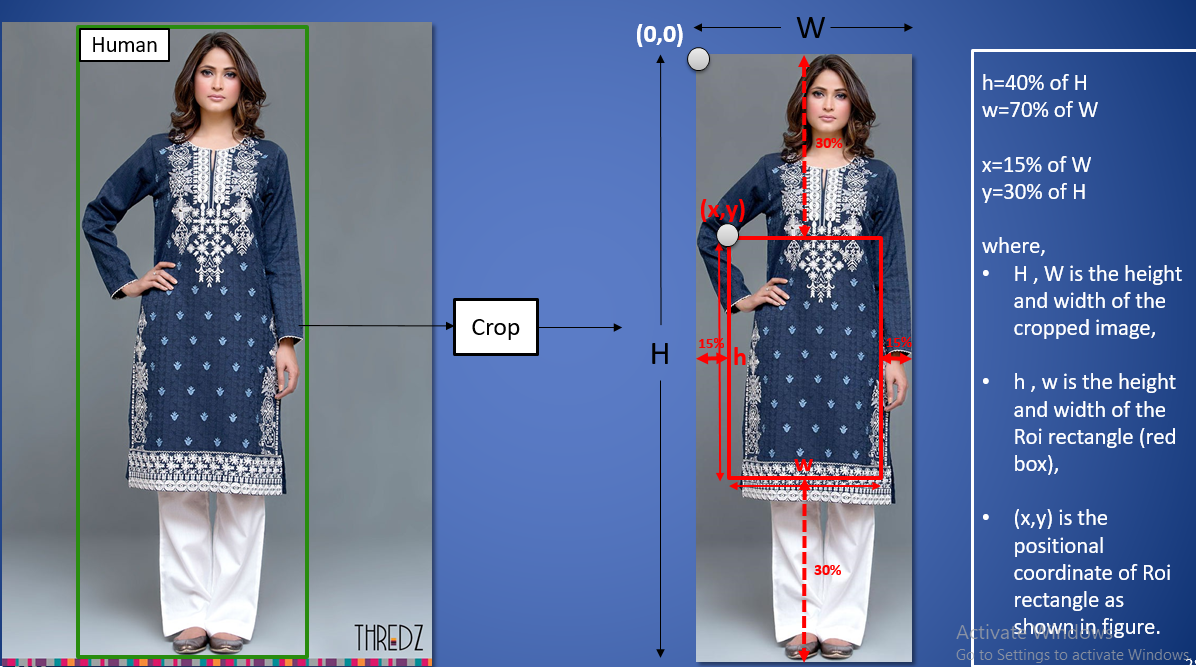 Human
THREDZ
Crop
(0,0)
W
H
30%
(x,y)
15%
h
15%
w
30%
h=40% of H
w=70% of W
x=15% of W
y=30% of H
where,
• H , W is the height
and width of the
cropped image,
• h , w is the height
and width of the
Roi rectangle (red
box),
• (x,y) is the
positional
coordinate of Roi
rectangle as
shown in figure.
Activate Windows
Go to Settings to activate Windows.